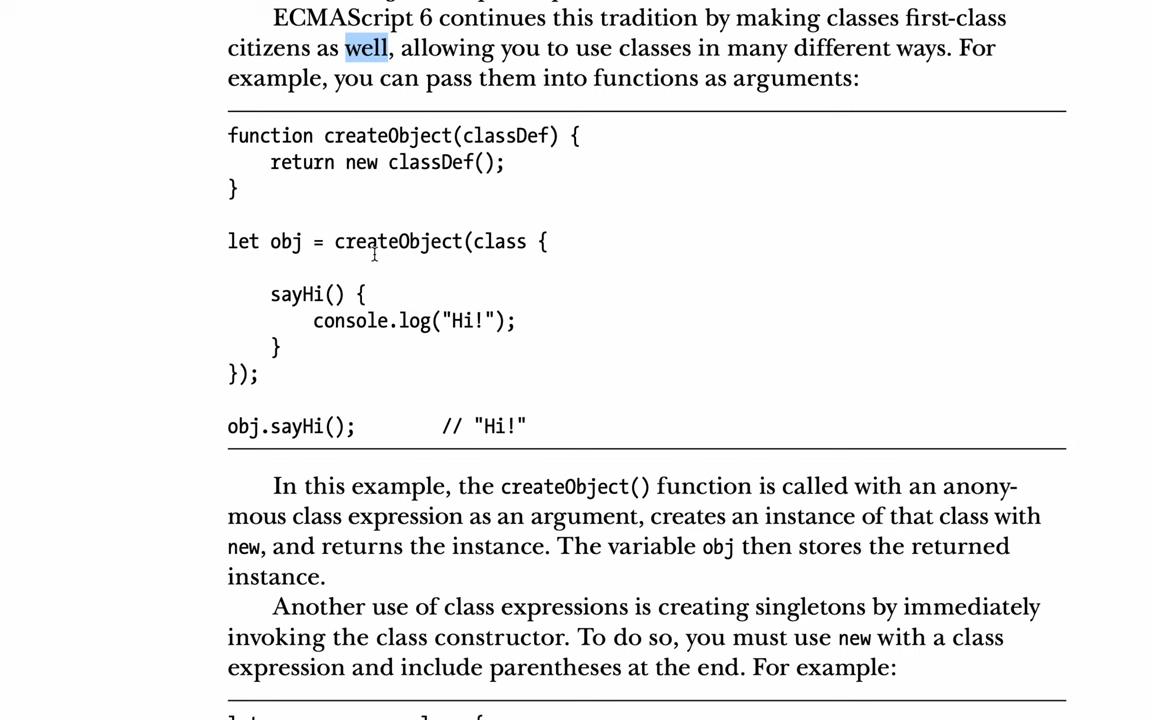 ECMAScript 6 continues this tradition by making classes first-class
citizens as well, allowing you to use classes in many different ways. For
example, you can pass them into functions as arguments:
function createObject(classDef) {
    return new classDef();
}
let obj = createObject(class {
    sayHi() {
        console.log("Hi!");
    }
});
obj.sayHi();        // "Hi!"
In this example, the createObject() function is called with an anony-
mous class expression as an argument, creates an instance of that class with
new, and returns the instance. The variable obj then stores the returned
instance.
Another use of class expressions is creating singletons by immediately
invoking the class constructor. To do so, you must use new with a class
expression and include parentheses at the end. For example: